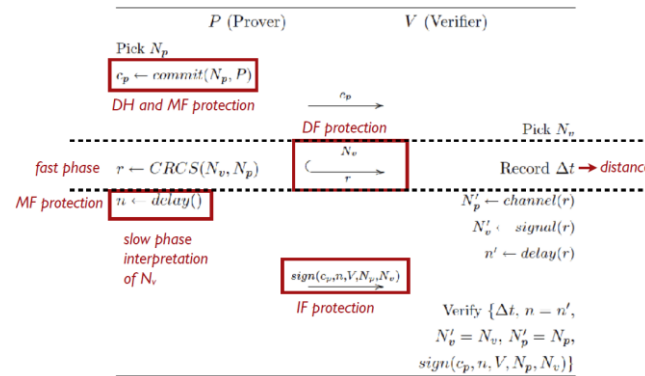 P (Prover) V (Verifier)
Pick N_p
c_p ← commit(N_p, P)
DH and MF protection
c_p
DF protection
Pick N_v
N_v
fast phase r ← CRCS(N_v, N_p)
r
Record Δt → distance
MF protection n ← delay()
N'_p ← channel(r)
slow phase
interpretation
of N_v
N'_v ← signal(r)
n' ← delay(r)
sign(c_p,n,V,N_p,N_v)
IF protection
Verify {Δt, n = n',
N'_v = N_v, N'_p = N_p,
sign(c_p, n, V, N_p, N_v)}